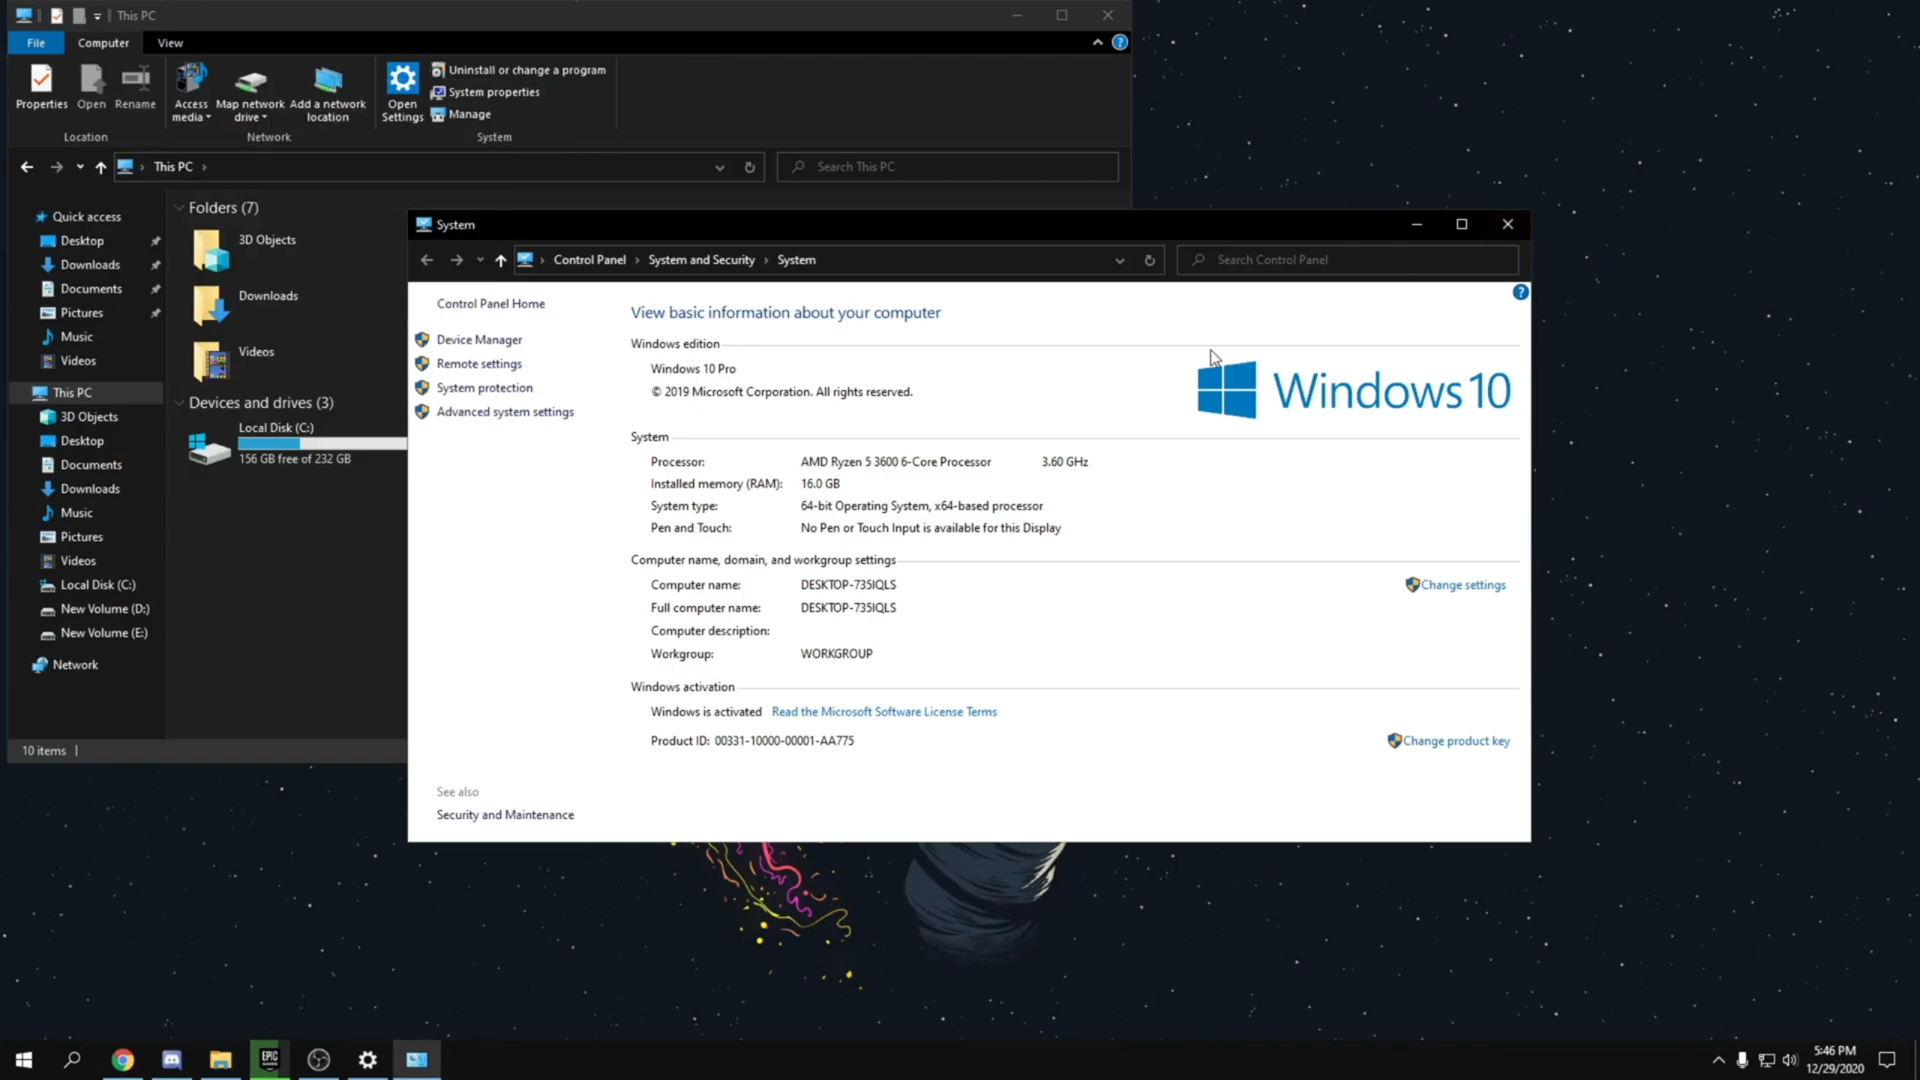 This PC
File
Computer
View
Properties
Open
Rename
Access media
Map network drive
Add a network location
Open Settings
Uninstall or change a program
System properties
Manage
Location
Network
System
This PC
Search This PC
Quick access
Desktop
Downloads
Documents
Pictures
Music
Videos
This PC
3D Objects
Desktop
Documents
Downloads
Music
Pictures
Videos
Local Disk (C:)
New Volume (D:)
New Volume (E:)
Network
Folders (7)
3D Objects
Downloads
Videos
Devices and drives (3)
Local Disk (C:)
156 GB free of 232 GB
10 items
System
Control Panel › System and Security › System
Search Control Panel
Control Panel Home
Device Manager
Remote settings
System protection
Advanced system settings
See also
Security and Maintenance
View basic information about your computer
Windows edition
Windows 10 Pro
© 2019 Microsoft Corporation. All rights reserved.
Windows 10
System
Processor: AMD Ryzen 5 3600 6-Core Processor 3.60 GHz
Installed memory (RAM): 16.0 GB
System type: 64-bit Operating System, x64-based processor
Pen and Touch: No Pen or Touch Input is available for this Display
Computer name, domain, and workgroup settings
Computer name: DESKTOP-735IQLS
Change settings
Full computer name: DESKTOP-735IQLS
Computer description:
Workgroup: WORKGROUP
Windows activation
Windows is activated Read the Microsoft Software License Terms
Product ID: 00331-10000-00001-AA775
Change product key
EPIC GAMES
5:46 PM
12/29/2020